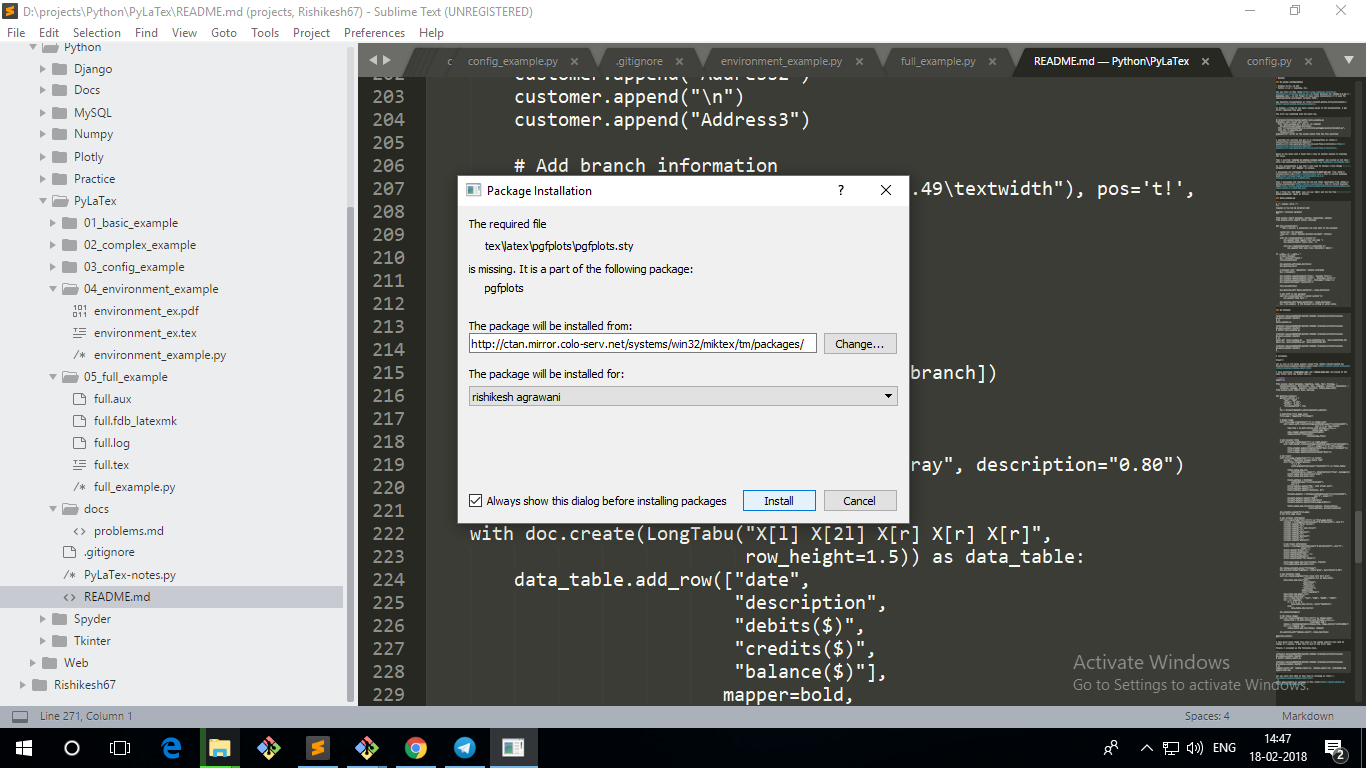 D:\projects\Python\PyLaTex\README.md (projects, Rishikesh67) - Sublime Text (UNREGISTERED)
File Edit Selection Find View Goto Tools Project Preferences Help
Python
Django
Docs
MySQL
Numpy
Plotly
Practice
PyLaTex
01_basic_example
02_complex_example
03_config_example
04_environment_example
environment_ex.pdf
environment_ex.tex
environment_example.py
05_full_example
full.aux
full.fdb_latexmk
full.log
full.tex
full_example.py
docs
problems.md
.gitignore
PyLaTex-notes.py
README.md
Spyder
Tkinter
Web
Rishikesh67
c config_example.py .gitignore environment_example.py full_example.py README.md — Python\PyLaTex config.py
202 customer.append("Address2")
203 customer.append("\n")
204 customer.append("Address3")
205
206 # Add branch information
207 .49\textwidth"), pos='t!',
208
209
210
211
212
213
214
215 branch])
216
217
218
219 ray", description="0.80")
220
221
222 with doc.create(LongTabu("X[l] X[2l] X[r] X[r] X[r]",
223 row_height=1.5)) as data_table:
224 data_table.add_row(["date",
225 "description",
226 "debits($)",
227 "credits($)",
228 "balance($)"],
229 mapper=bold,
Package Installation ?
The required file
tex\latex\pgfplots\pgfplots.sty
is missing. It is a part of the following package:
pgfplots
The package will be installed from:
http://ctan.mirror.colo-serv.net/systems/win32/miktex/tm/packages/ Change...
The package will be installed for:
rishikesh agrawani
Always show this dialog before installing packages Install Cancel
Activate Windows
Go to Settings to activate Windows.
Line 271, Column 1 Spaces: 4 Markdown
ENG 14:47
18-02-2018 2